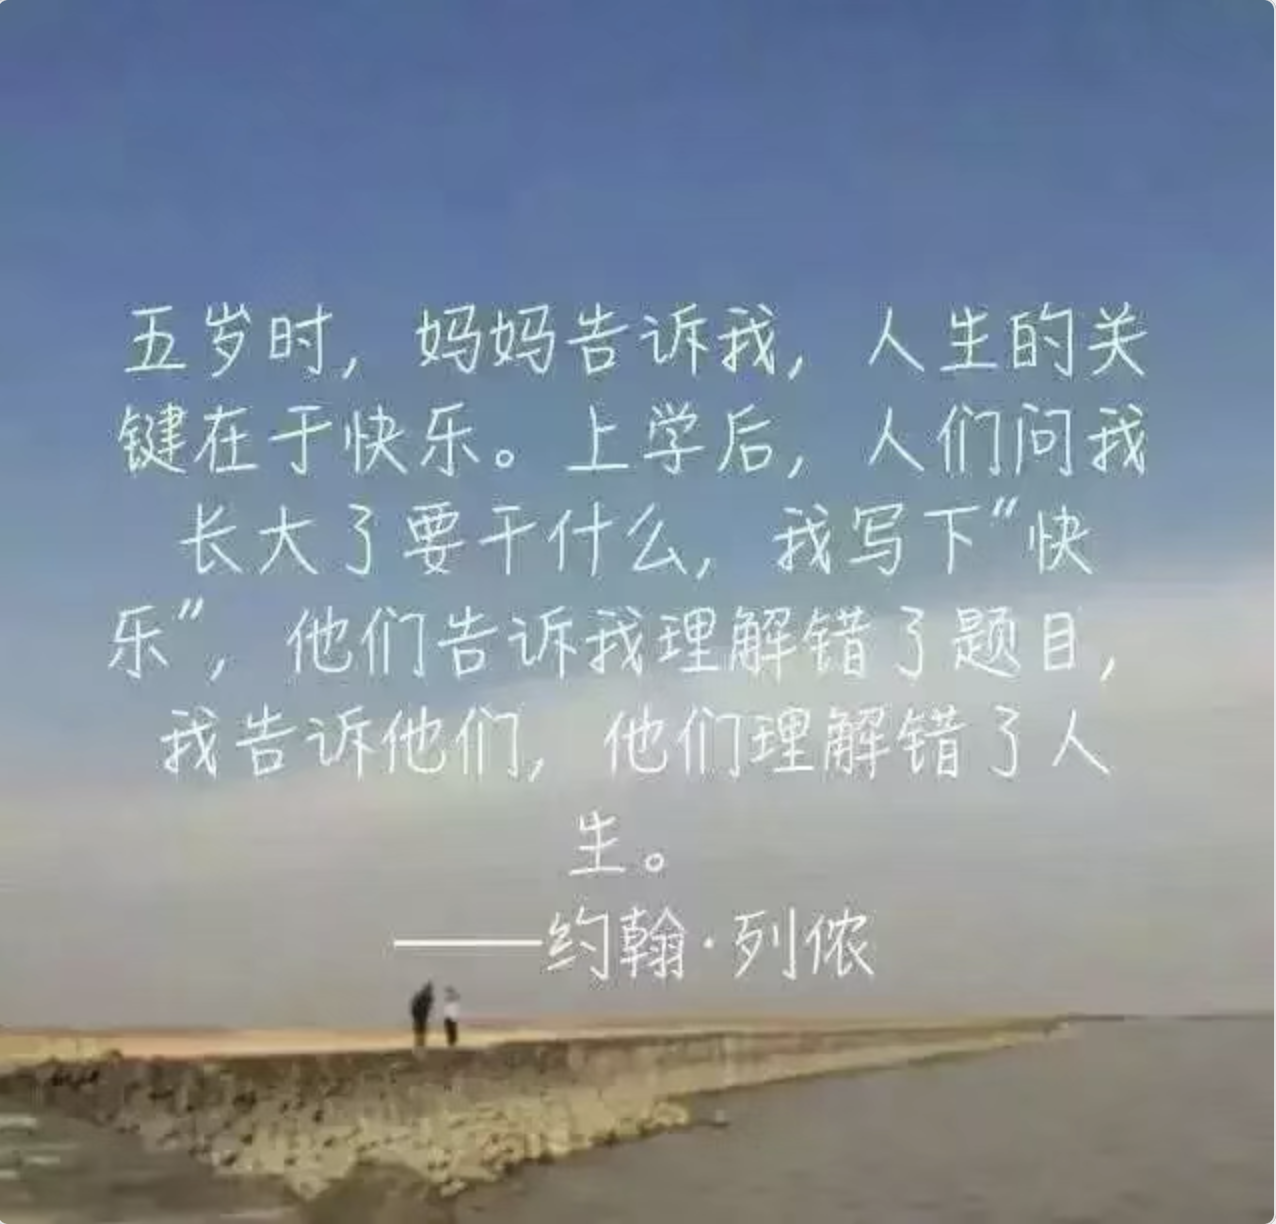 五岁时，妈妈告诉我，人生的关
键在于快乐。上学后，人们问我
长大了要干什么，我写下“快
乐”，他们告诉我理解错了题目，
我告诉他们，他们理解错了人
生。
——约翰·列侬